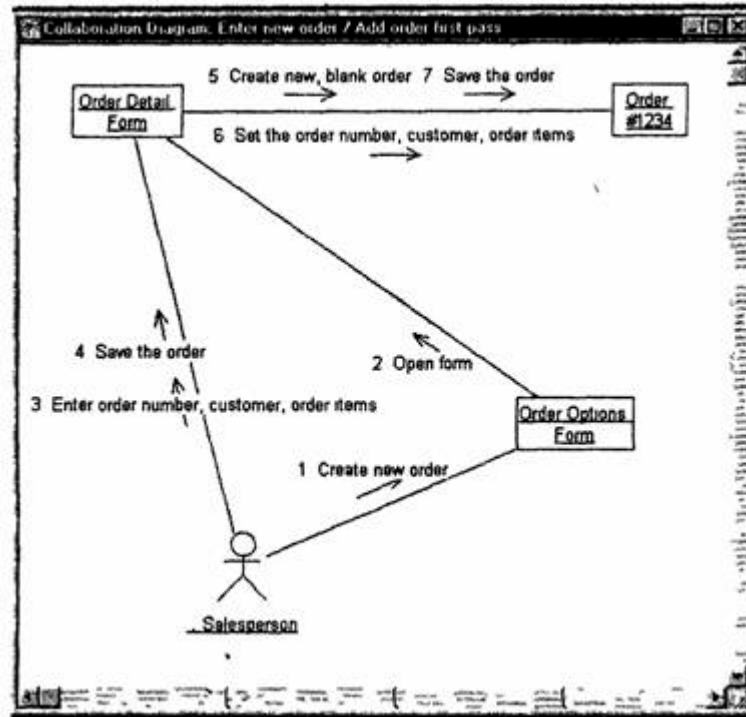 Collaboration Diagram: Enter new order / Add order first pass
5 Create new, blank order 7 Save the order
Order Detail
Form
Order
#1234
6 Set the order number, customer, order items
4 Save the order
2 Open form
3 Enter order number, customer, order items
Order Options
Form
1 Create new order
Salesperson